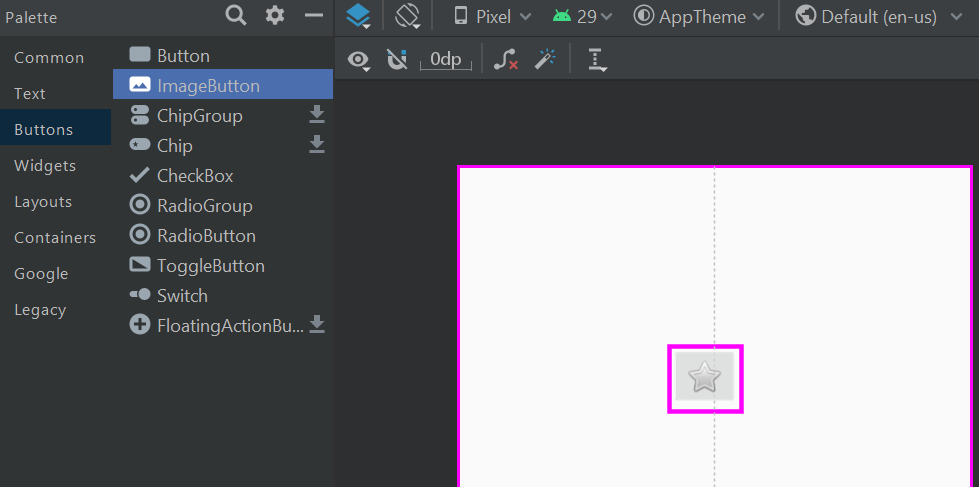 Palette
Pixel
29
AppTheme
Default (en-us)
0dp
Common
Text
Buttons
Widgets
Layouts
Containers
Google
Legacy
Button
ImageButton
ChipGroup
Chip
CheckBox
RadioGroup
RadioButton
ToggleButton
Switch
FloatingActionBu...